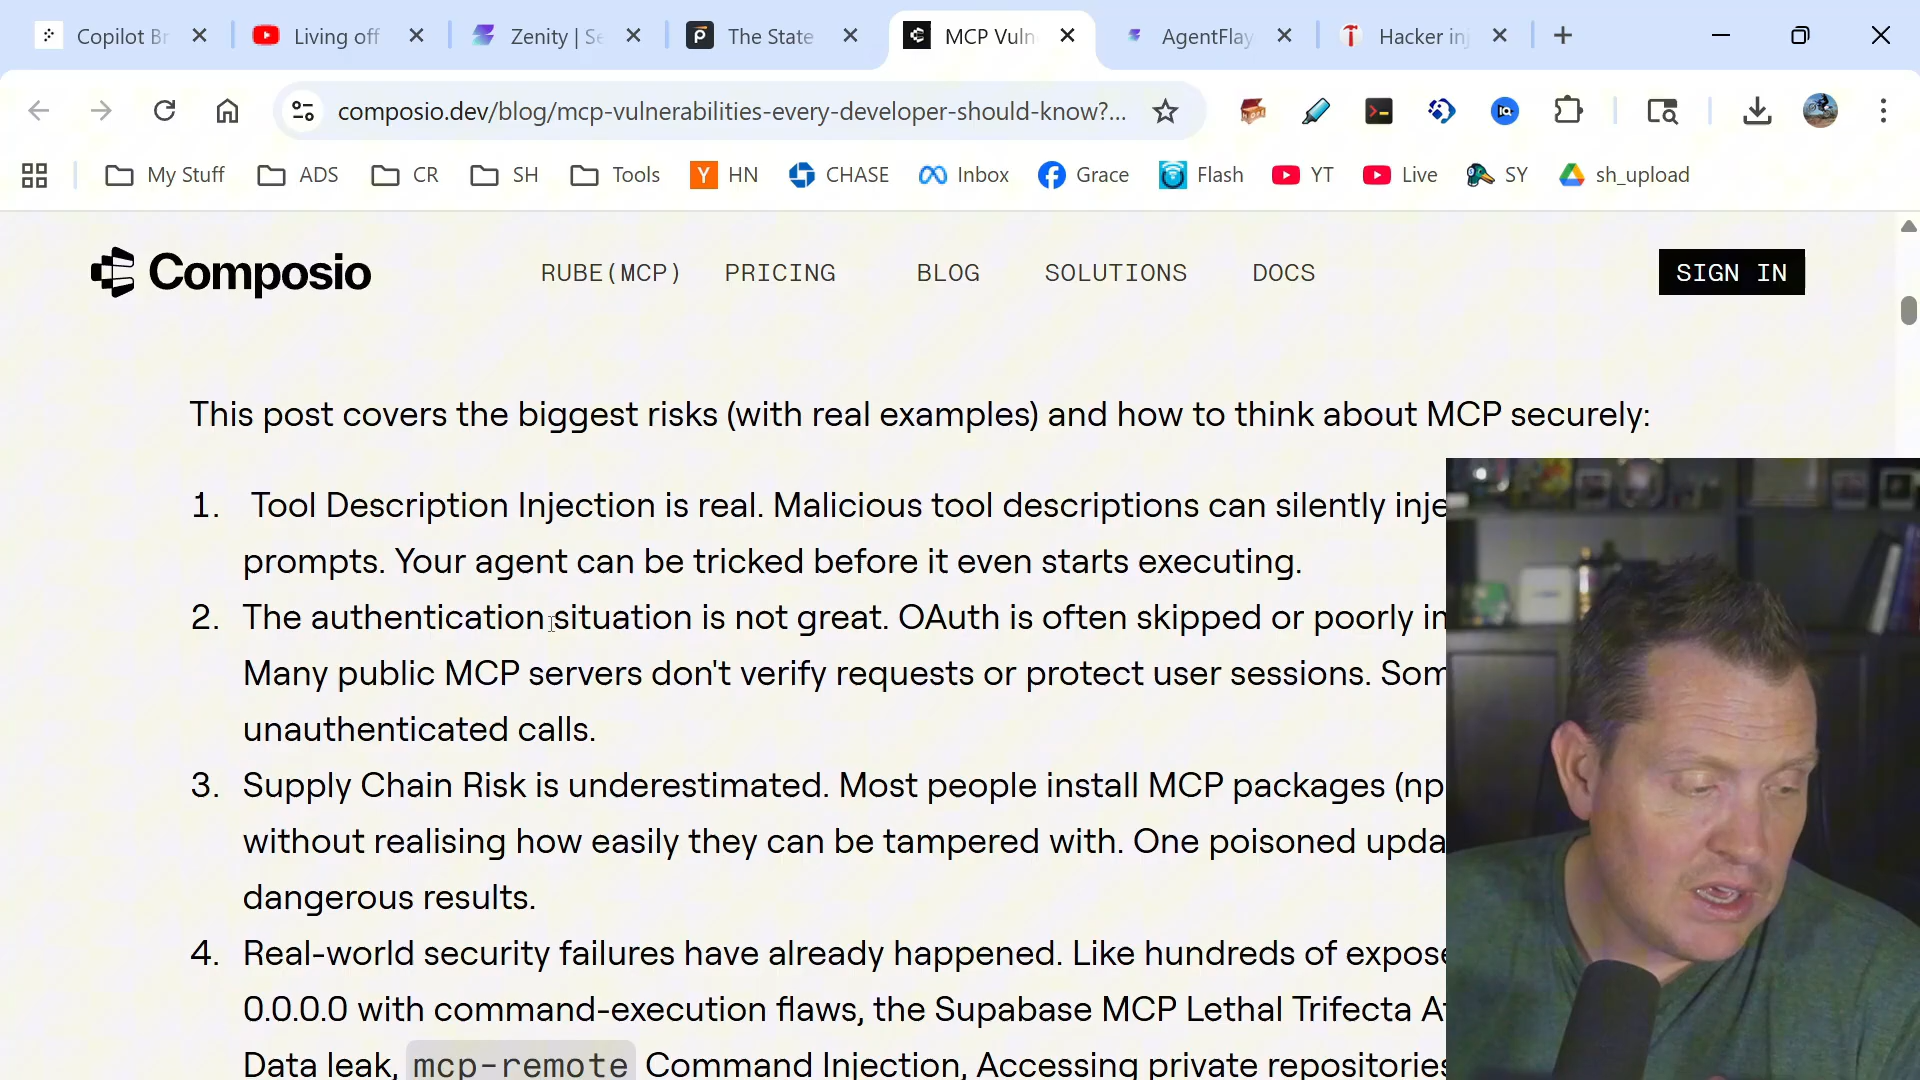 Copilot Br
Living off
Zenity | Se
The State
MCP Vuln
AgentFlay
Hacker inj
composio.dev/blog/mcp-vulnerabilities-every-developer-should-know?...
My Stuff
ADS
CR
SH
Tools
HN
CHASE
Inbox
Grace
Flash
YT
Live
SY
sh_upload
Composio
RUBE(MCP)
PRICING
BLOG
SOLUTIONS
DOCS
SIGN IN
This post covers the biggest risks (with real examples) and how to think about MCP securely:
1. Tool Description Injection is real. Malicious tool descriptions can silently inje
prompts. Your agent can be tricked before it even starts executing.
2. The authentication situation is not great. OAuth is often skipped or poorly im
Many public MCP servers don't verify requests or protect user sessions. Som
unauthenticated calls.
3. Supply Chain Risk is underestimated. Most people install MCP packages (np
without realising how easily they can be tampered with. One poisoned upda
dangerous results.
4. Real-world security failures have already happened. Like hundreds of expose
0.0.0.0 with command-execution flaws, the Supabase MCP Lethal Trifecta At
Data leak, mcp-remote Command Injection, Accessing private repositories